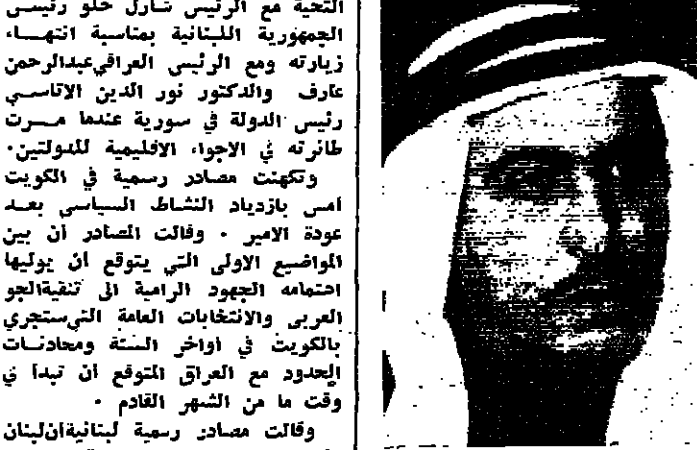 التحية مع الرئيس شارل حلو رئيس
الجمهورية اللبنانية بمناسبة انتهاء
زيارته ومع الرئيس العراقي عبدالرحمن
عارف والدكتور نور الدين الاتاسي
رئيس الدولة في سورية عندما مرت
طائرته في الاجواء الاقليمية للدولتين.
وتكهنت مصادر رسمية في الكويت
امس بازدياد النشاط السياسي بعد
عودة الامير . وقالت المصادر ان بين
المواضيع الاولى التي يتوقع ان يوليها
اهتمامه الجهود الرامية الى تنقيةالجو
العربي والانتخابات العامة التي ستجري
بالكويت في اواخر السنة ومحادثات
الحدود مع العراق المتوقع ان تبدأ في
وقت ما من الشهر القادم .
وقالت مصادر رسمية لبنانيةان لبنان